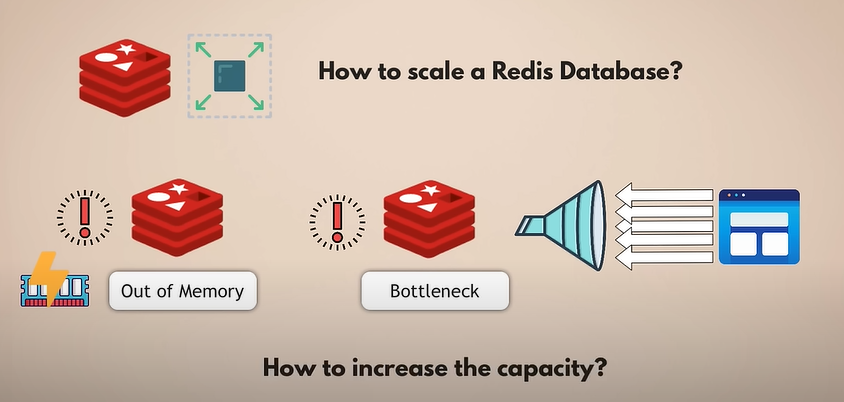 How to scale a Redis Database?
Out of Memory
Bottleneck
How to increase the capacity?